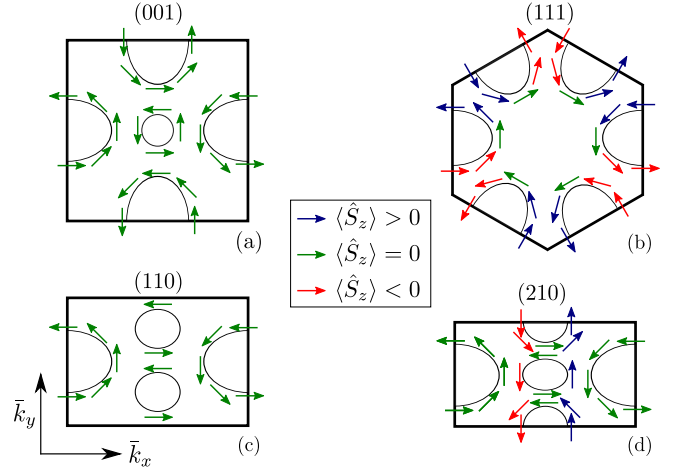 (001)
(111)
(a)
⟨Ŝ_z⟩ > 0
⟨Ŝ_z⟩ = 0
⟨Ŝ_z⟩ < 0
(b)
(110)
(210)
k̄_y
k̄_x
(c)
(d)